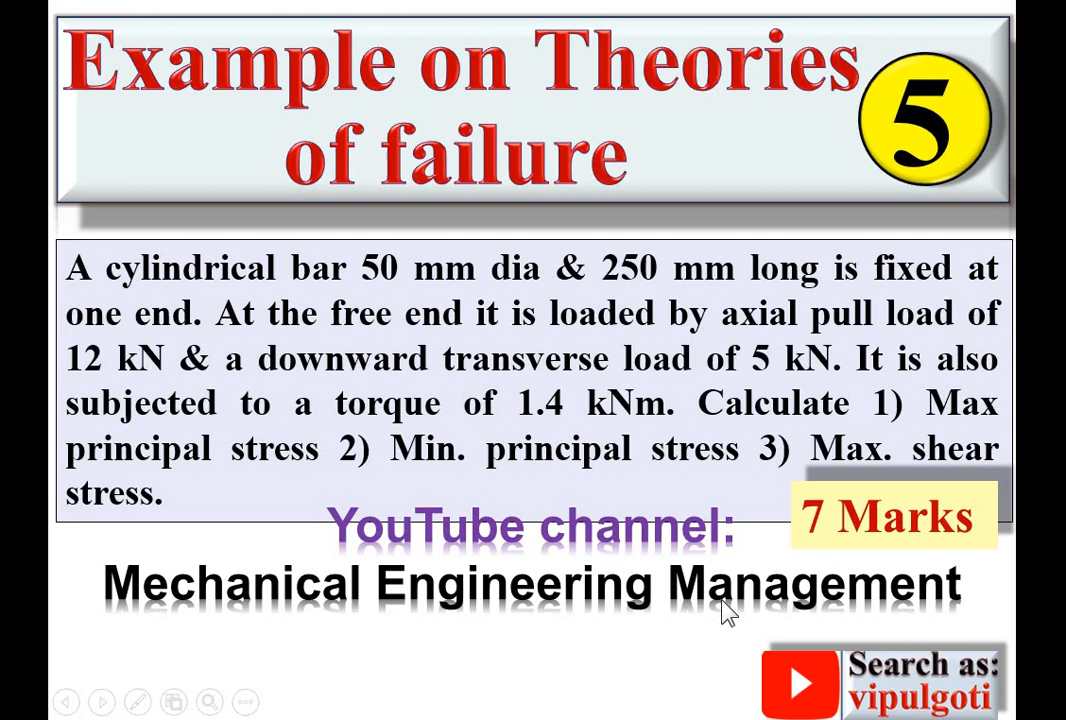 Example on Theories
of failure
5
A cylindrical bar 50 mm dia & 250 mm long is fixed at
one end. At the free end it is loaded by axial pull load of
12 kN & a downward transverse load of 5 kN. It is also
subjected to a torque of 1.4 kNm. Calculate 1) Max
principal stress 2) Min. principal stress 3) Max. shear
stress.
7 Marks
YouTube channel:
Mechanical Engineering Management
Search as:
vipulgoti